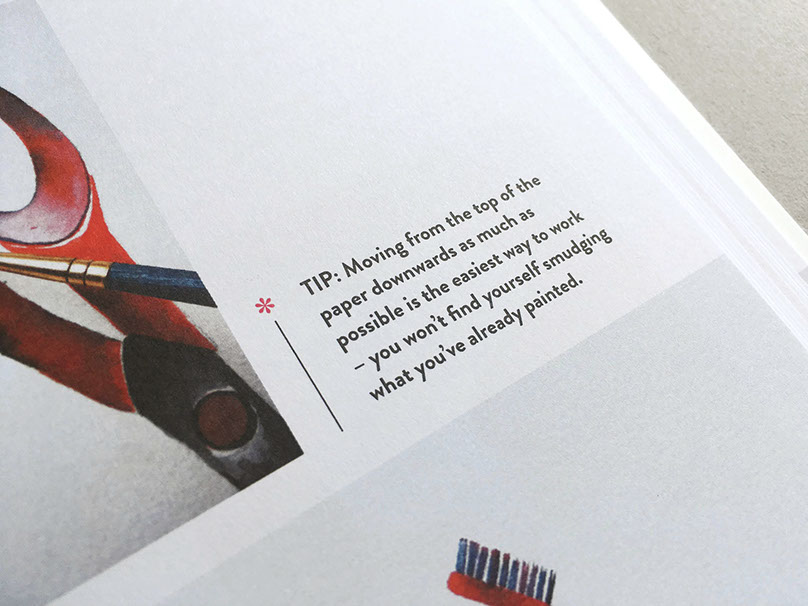 TIP: Moving from the top of the
paper downwards as much as
possible is the easiest way to work
– you won't find yourself smudging
what you've already painted.